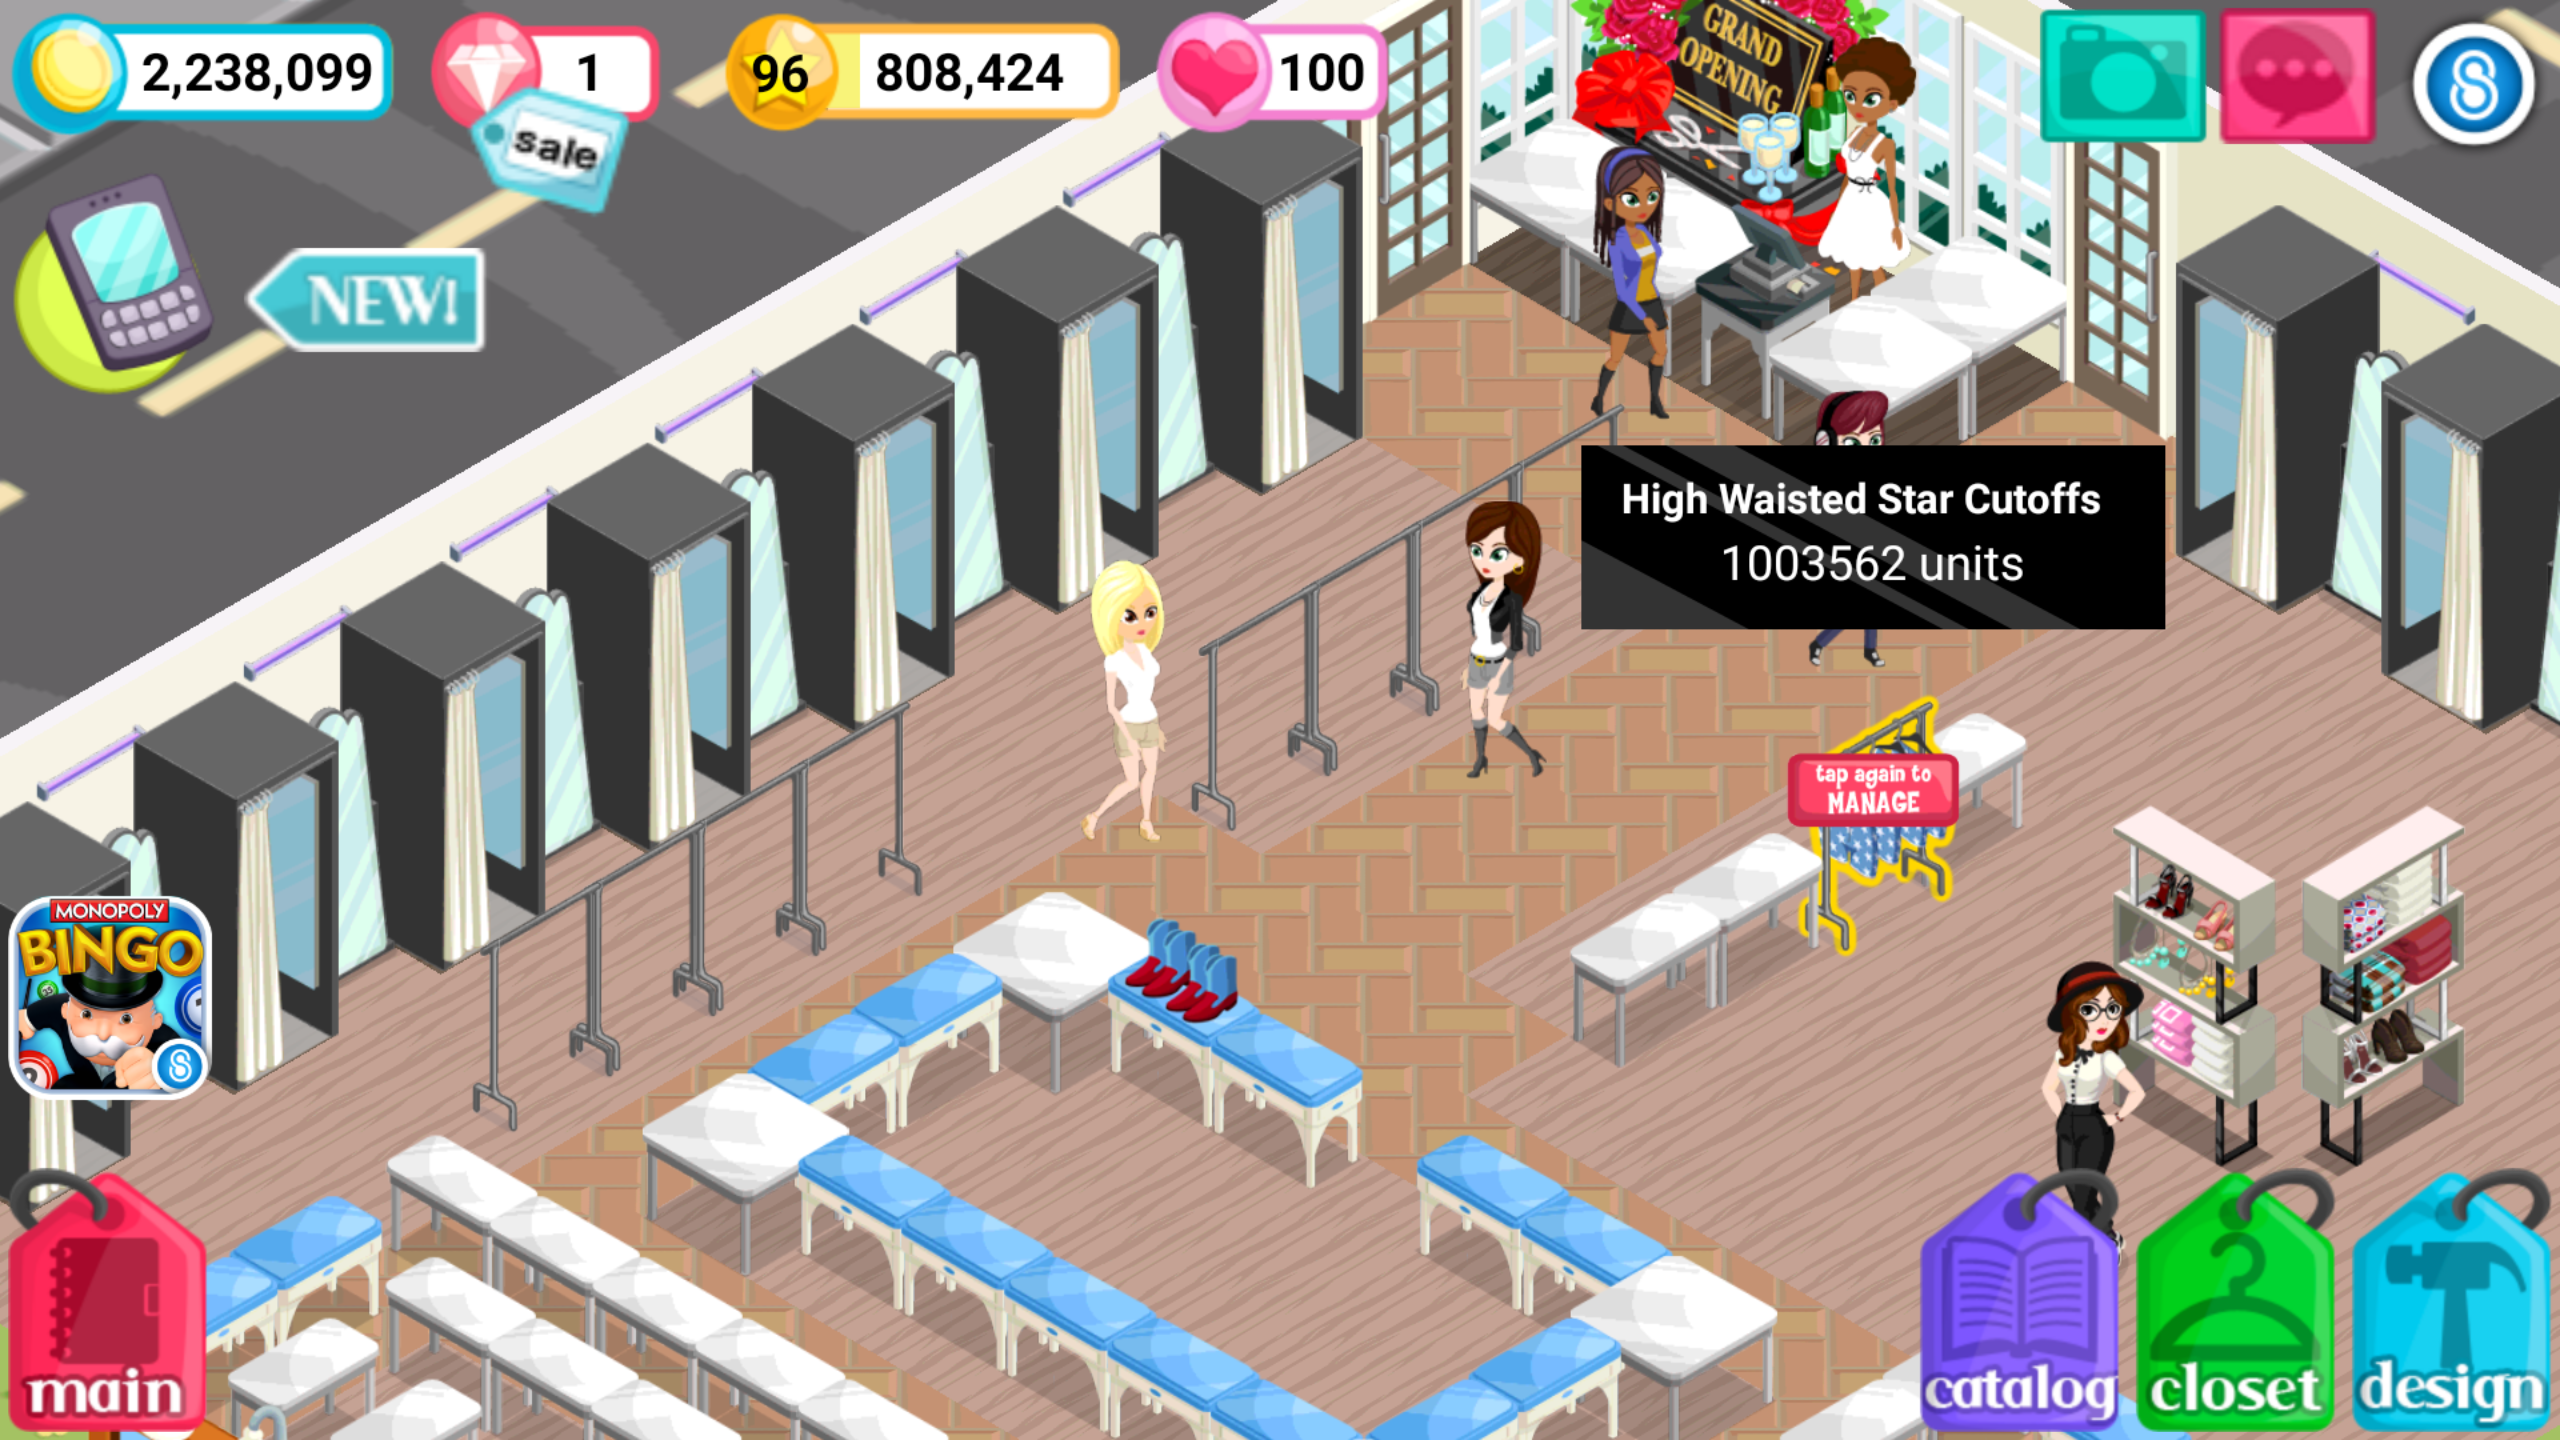 2,238,099
1
sale
96
808,424
100
GRAND
OPENING
NEW!
High Waisted Star Cutoffs
1003562 units
tap again to
MANAGE
MONOPOLY
BINGO
main
catalog
closet
design